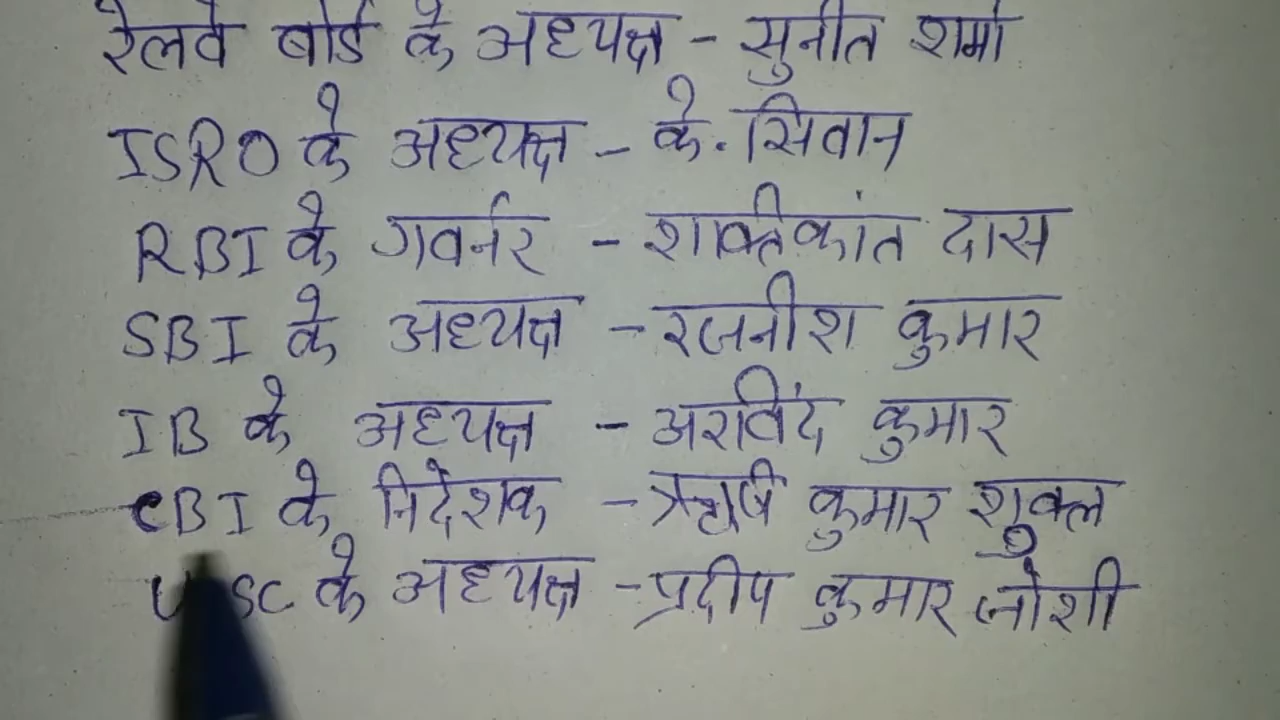 रेलवे बोर्ड के अध्यक्ष - सुनीत शर्मा
ISRO के अध्यक्ष - के. सिवान
RBI के गवर्नर - शक्तिकांत दास
SBI के अध्यक्ष - रजनीश कुमार
IB के अध्यक्ष - अरविंद कुमार
CBI के निदेशक - ऋषि कुमार शुक्ल
के अध्यक्ष - प्रदीप कुमार जोशी